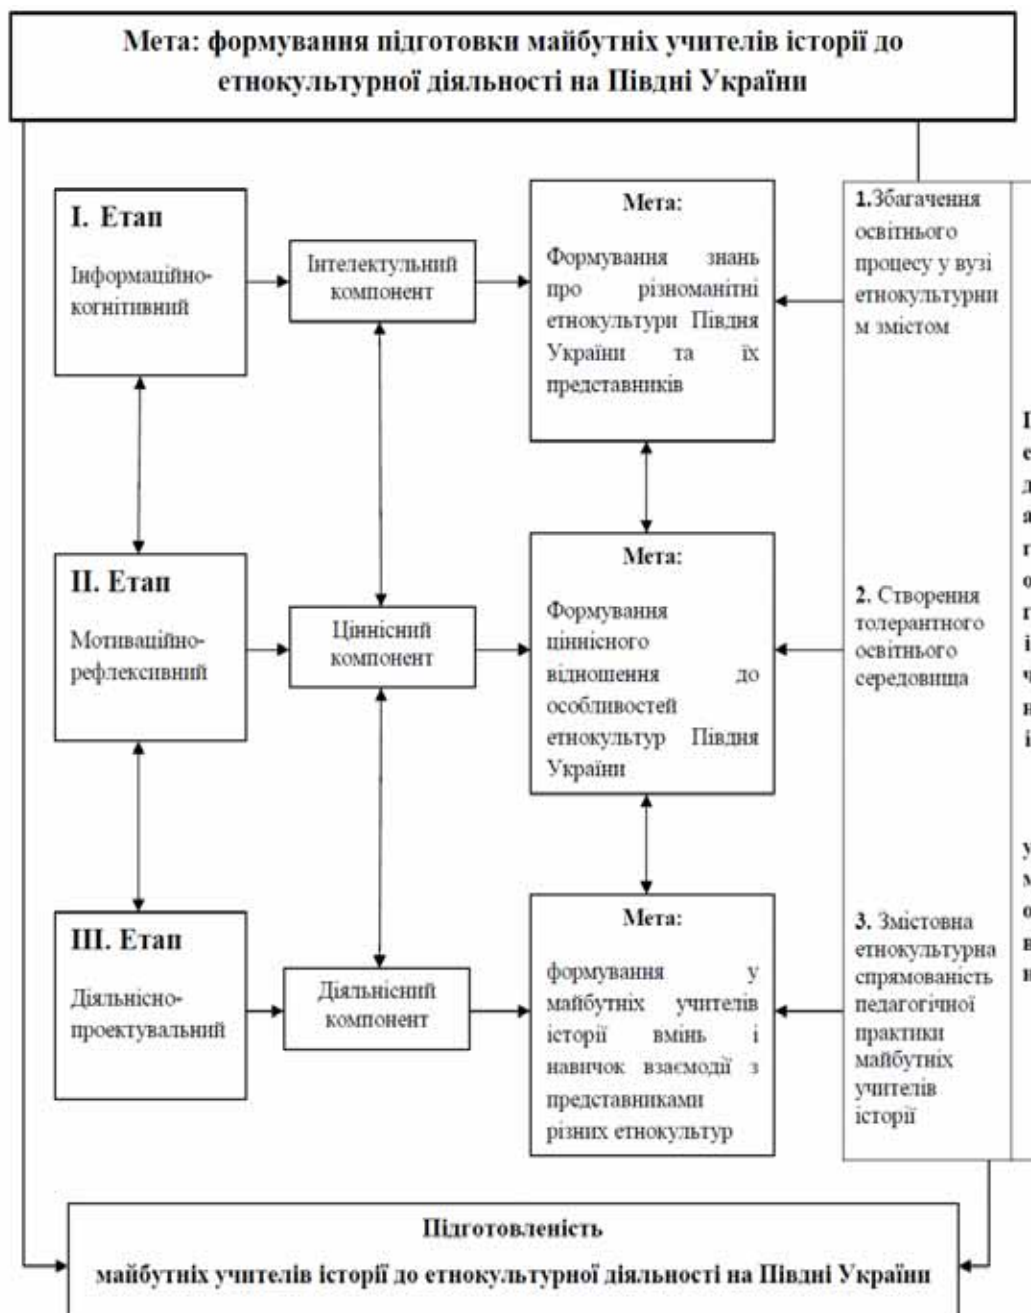 Мета: формування підготовки майбутніх учителів історії до
етнокультурної діяльності на Півдні України
I. Етап
Інформаційно-
когнітивний
Інтелектульний
компонент
Мета:
Формування знань
про різноманітні
етнокультури Півдня
України та їх
представників
1.Збагачення
освітнього
процесу у вузі
етнокультурни
м змістом
II. Етап
Мотиваційно-
рефлексивний
Ціннісний
компонент
Мета:
Формування
ціннісного
відношення до
особливостей
етнокультур Півдня
України
2. Створення
толерантного
освітнього
середовища
III. Етап
Діяльнісно-
проектувальний
Діяльнісний
компонент
Мета:
формування у
майбутніх учителів
історії вмінь і
навичок взаємодії з
представниками
різних етнокультур
3. Змістовна
етнокультурна
спрямованість
педагогічної
практики
майбутніх
учителів
історії
Підготовленість
майбутніх учителів історії до етнокультурної діяльності на Півдні України